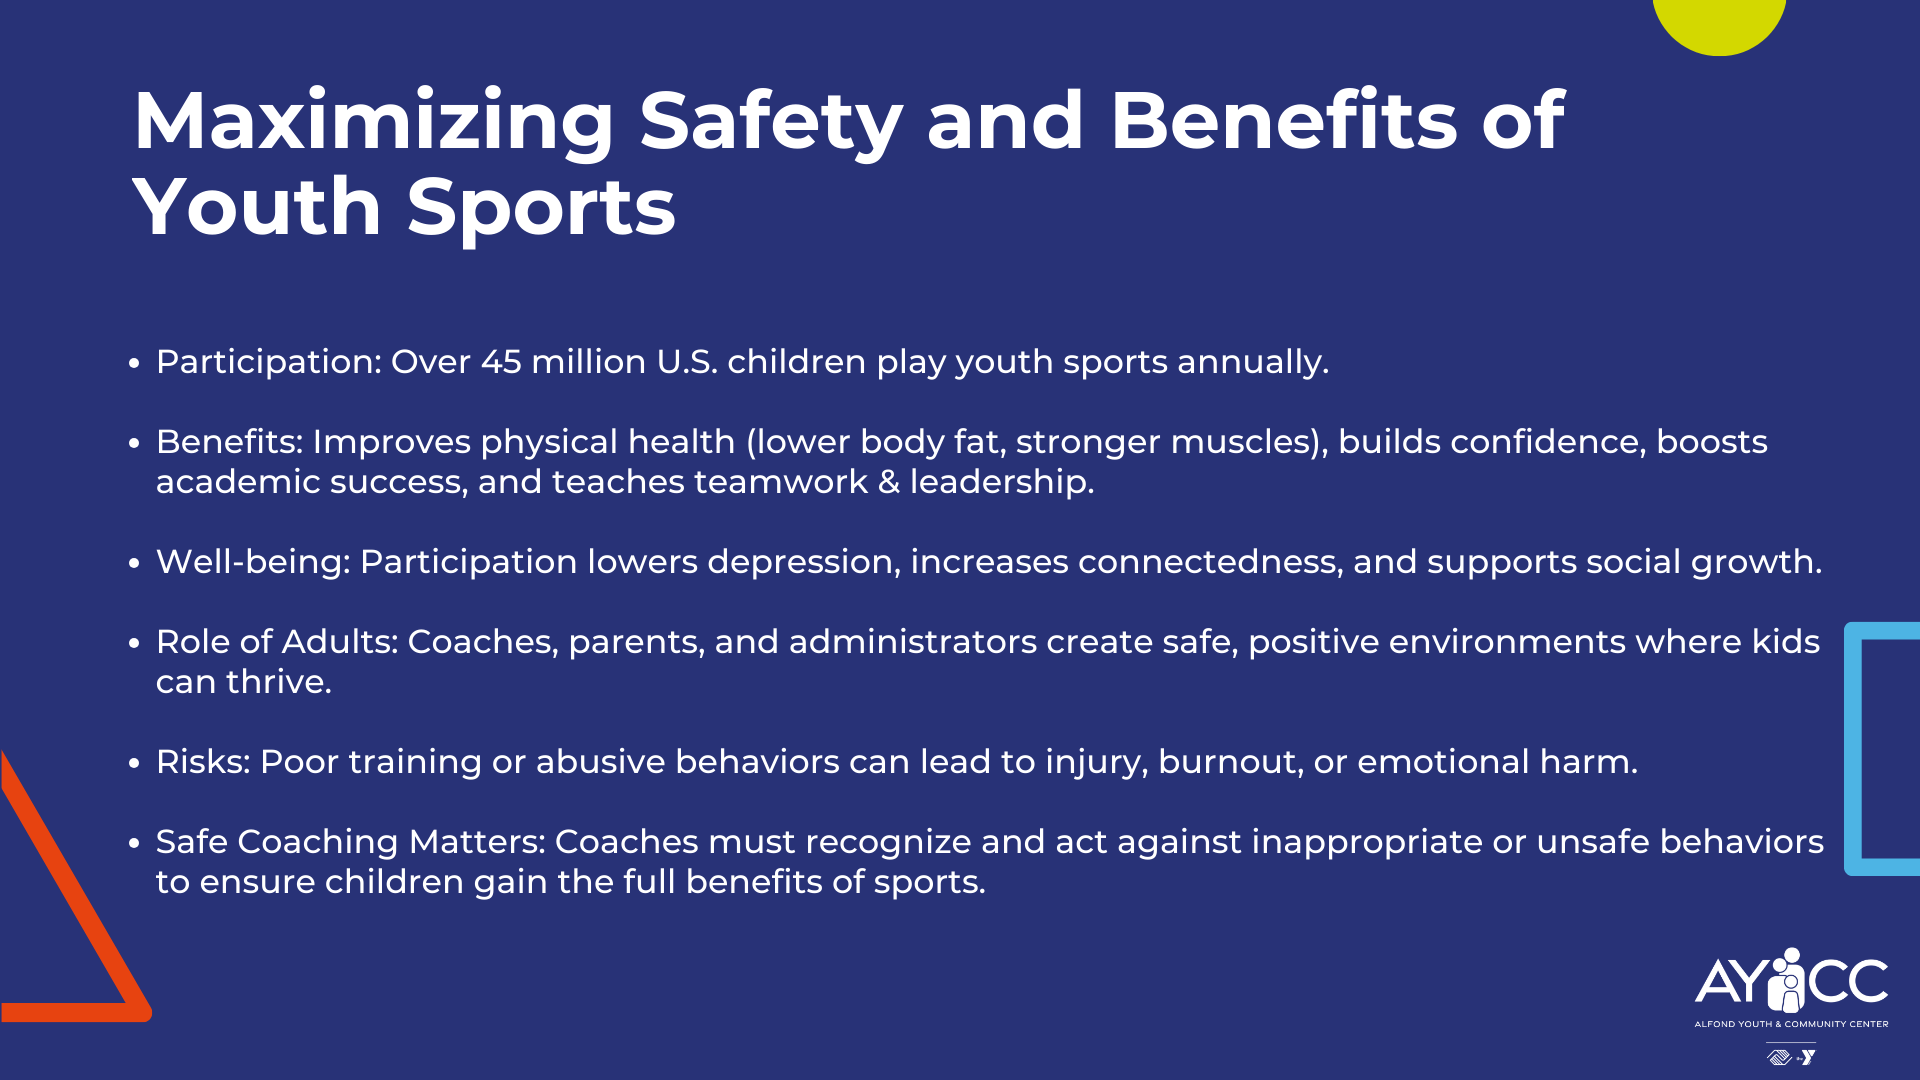 Maximizing Safety and Benefits of
Youth Sports
• Participation: Over 45 million U.S. children play youth sports annually.
• Benefits: Improves physical health (lower body fat, stronger muscles), builds confidence, boosts
academic success, and teaches teamwork & leadership.
• Well-being: Participation lowers depression, increases connectedness, and supports social growth.
• Role of Adults: Coaches, parents, and administrators create safe, positive environments where kids
can thrive.
• Risks: Poor training or abusive behaviors can lead to injury, burnout, or emotional harm.
• Safe Coaching Matters: Coaches must recognize and act against inappropriate or unsafe behaviors
to ensure children gain the full benefits of sports.
AYCC
ALFOND YOUTH & COMMUNITY CENTER
the Y